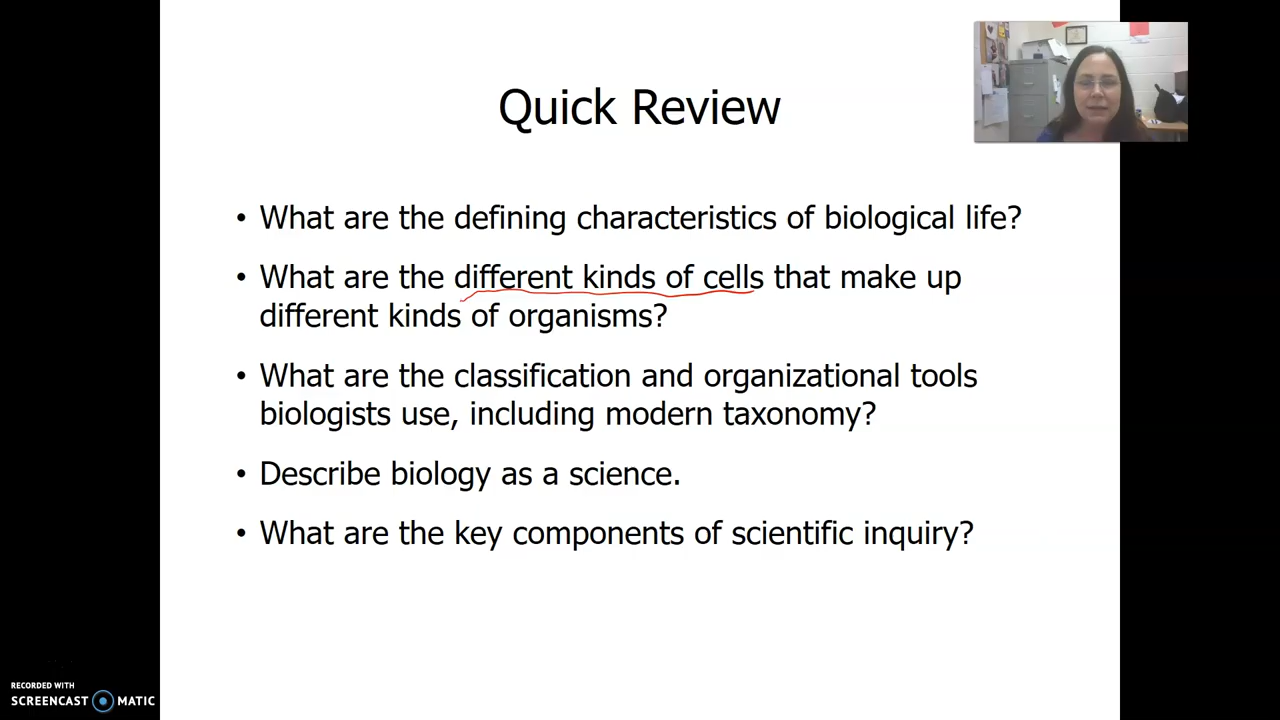 Quick Review
• What are the defining characteristics of biological life?
• What are the different kinds of cells that make up
different kinds of organisms?
• What are the classification and organizational tools
biologists use, including modern taxonomy?
• Describe biology as a science.
• What are the key components of scientific inquiry?
RECORDED WITH
SCREENCAST MATIC